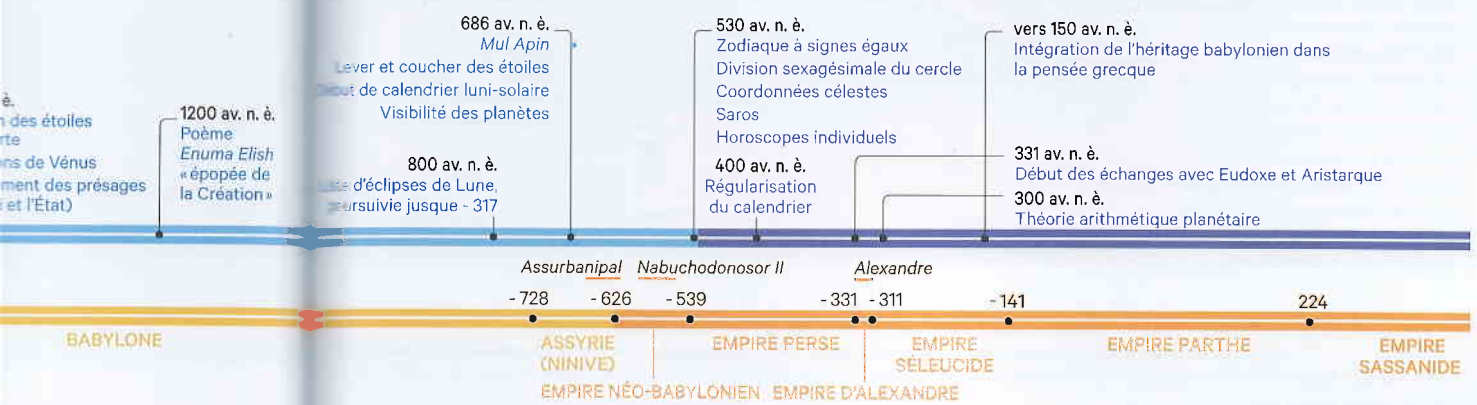 è.
des étoiles
rte
ns de Vénus
ment des présages
et l'État)
1200 av. n. è.
Poème
Enuma Elish
« épopée de
la Création »
686 av. n. è.
Mul Apin
Lever et coucher des étoiles
de calendrier luni-solaire
Visibilité des planètes
800 av. n. è.
d'éclipses de Lune,
poursuivie jusque - 317
530 av. n. è.
Zodiaque à signes égaux
Division sexagésimale du cercle
Coordonnées célestes
Saros
Horoscopes individuels
400 av. n. è.
Régularisation
du calendrier
vers 150 av. n. è.
Intégration de l'héritage babylonien dans
la pensée grecque
331 av. n. è.
Début des échanges avec Eudoxe et Aristarque
300 av. n. è.
Théorie arithmétique planétaire
Assurbanipal Nabuchodonosor II Alexandre
- 728 - 626 - 539 - 331 - 311 - 141 224
BABYLONE
ASSYRIE
(NINIVE)
EMPIRE NÉO-BABYLONIEN
EMPIRE PERSE
EMPIRE D'ALEXANDRE
EMPIRE
SÉLEUCIDE
EMPIRE PARTHE
EMPIRE
SASSANIDE